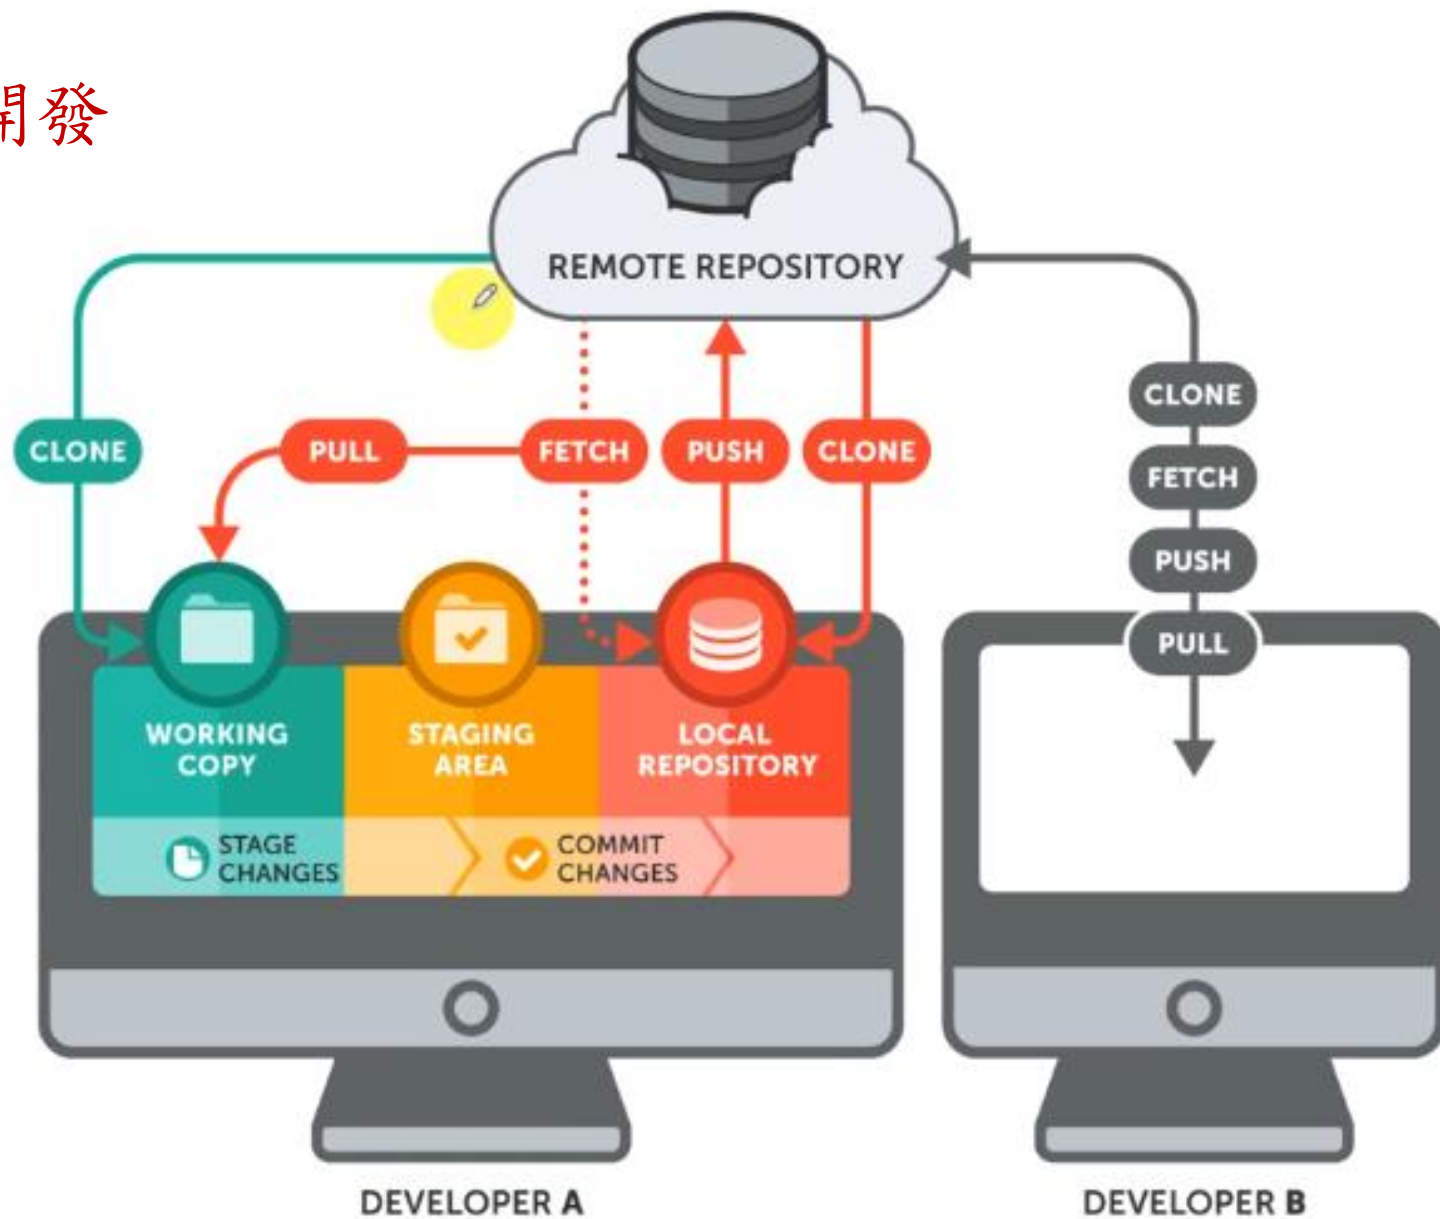 開發
REMOTE REPOSITORY
CLONE
PULL
FETCH
PUSH
CLONE
CLONE
FETCH
PUSH
PULL
WORKING
COPY
STAGING
AREA
LOCAL
REPOSITORY
STAGE
CHANGES
COMMIT
CHANGES
DEVELOPER A
DEVELOPER B